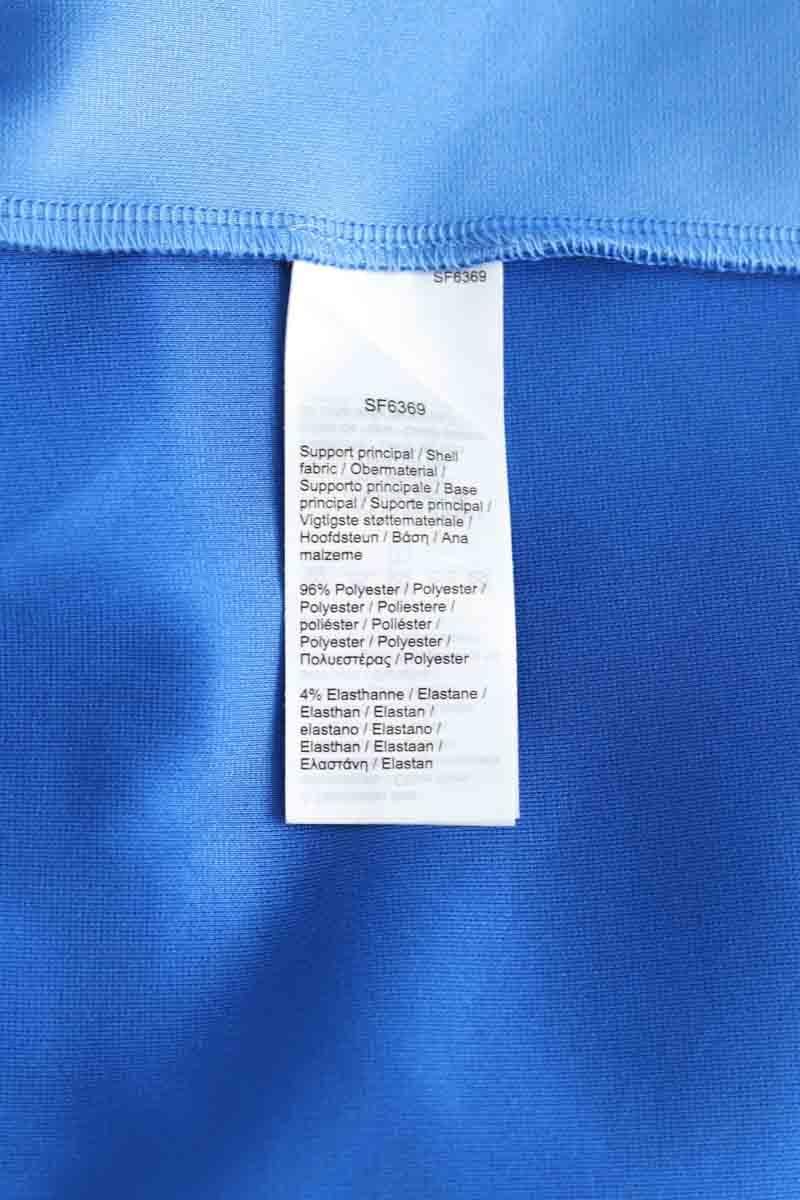 SF6369
SF6369
Support principal / Shell
fabric / Obermaterial /
Supporto principale / Base
principal / Suporte principal /
Vigtigste støttemateriale /
Hoofdsteun / Βάση / Ana
malzeme
96% Polyester / Polyester /
Polyester / Poliestere /
poliéster / Poliéster /
Polyester / Polyester /
Πολυεστέρας / Polyester
4% Elasthanne / Elastane /
Elasthan / Elastan /
elastano / Elastano /
Elasthan / Elastaan /
Ελαστάνη / Elastan